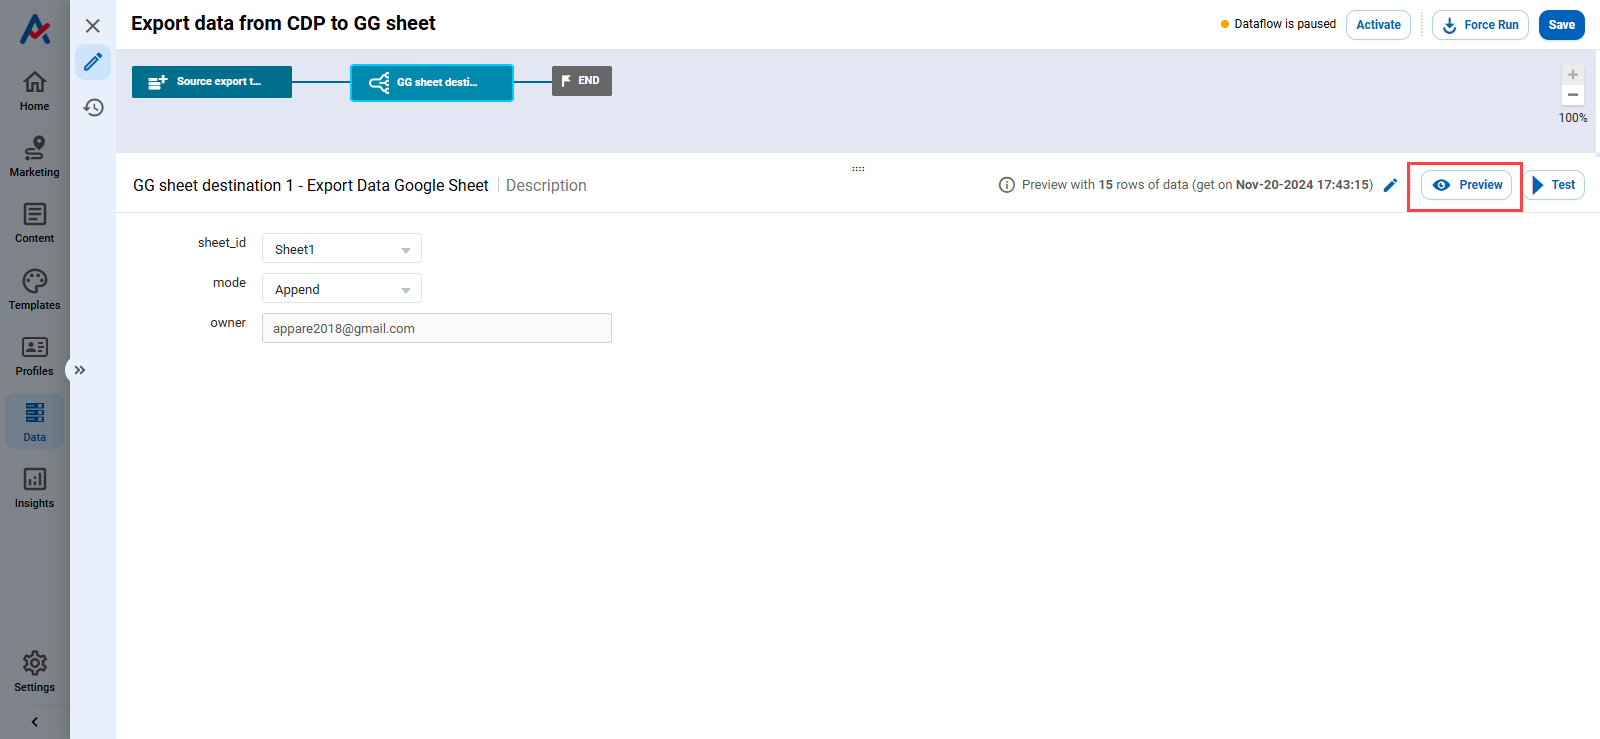 Export data from CDP to GG sheet
Dataflow is paused
Activate
Force Run
Save
Source export t...
GG sheet desti...
END
100%
Home
Marketing
Content
Templates
Profiles
Data
Insights
Settings
GG sheet destination 1 - Export Data Google Sheet
Description
Preview with 15 rows of data (get on Nov-20-2024 17:43:15)
Preview
Test
sheet_id
Sheet1
mode
Append
owner
appare2018@gmail.com